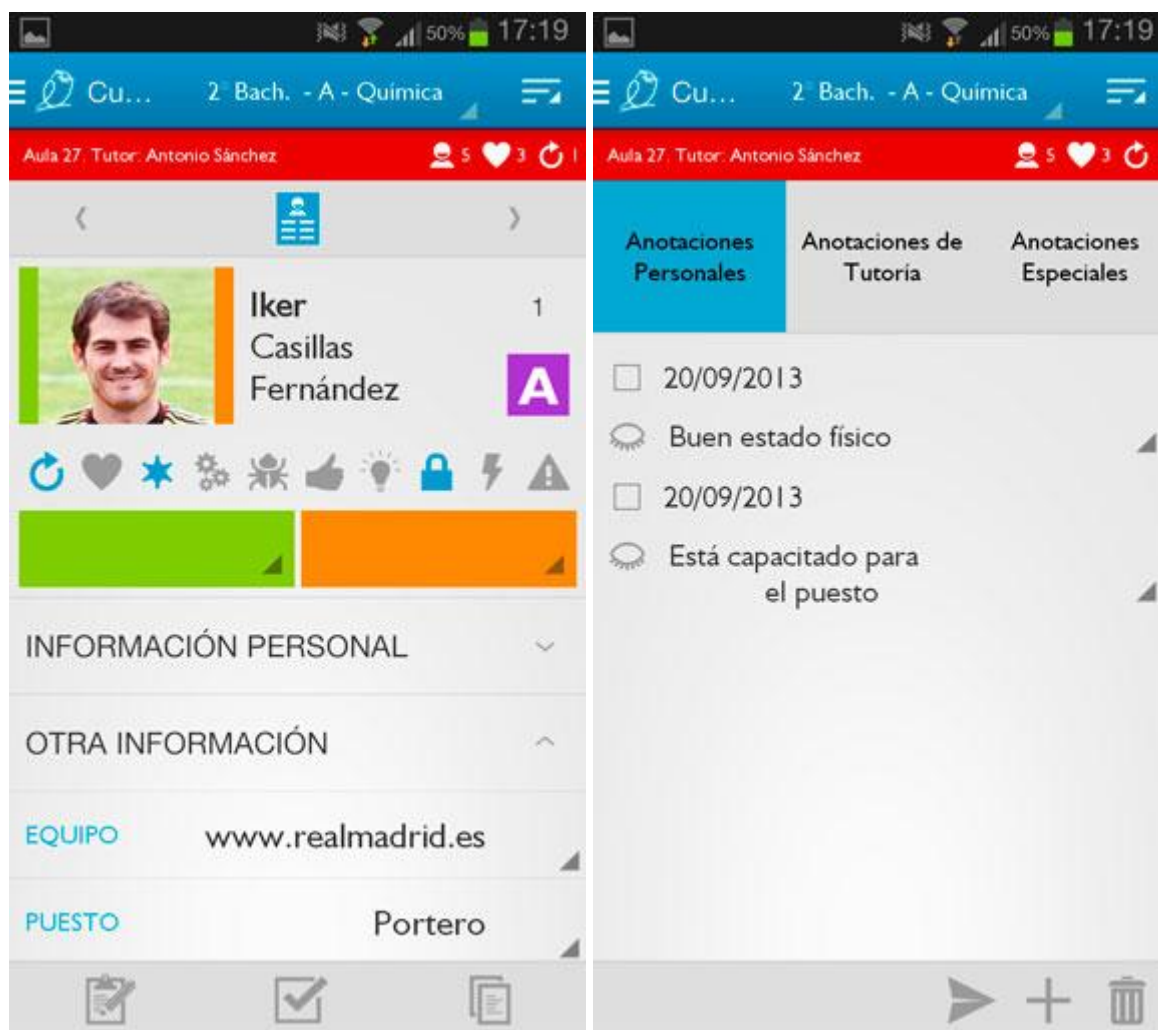 50% 17:19
Cu... 2º Bach. - A - Química
Aula 27. Tutor: Antonio Sánchez 5 3 1
Iker 1
Casillas
Fernández
A
INFORMACIÓN PERSONAL
OTRA INFORMACIÓN
EQUIPO www.realmadrid.es
PUESTO Portero
50% 17:19
Cu... 2º Bach. - A - Química
Aula 27. Tutor: Antonio Sánchez 5 3
Anotaciones Personales
Anotaciones de Tutoría
Anotaciones Especiales
20/09/2013
Buen estado físico
20/09/2013
Está capacitado para
el puesto